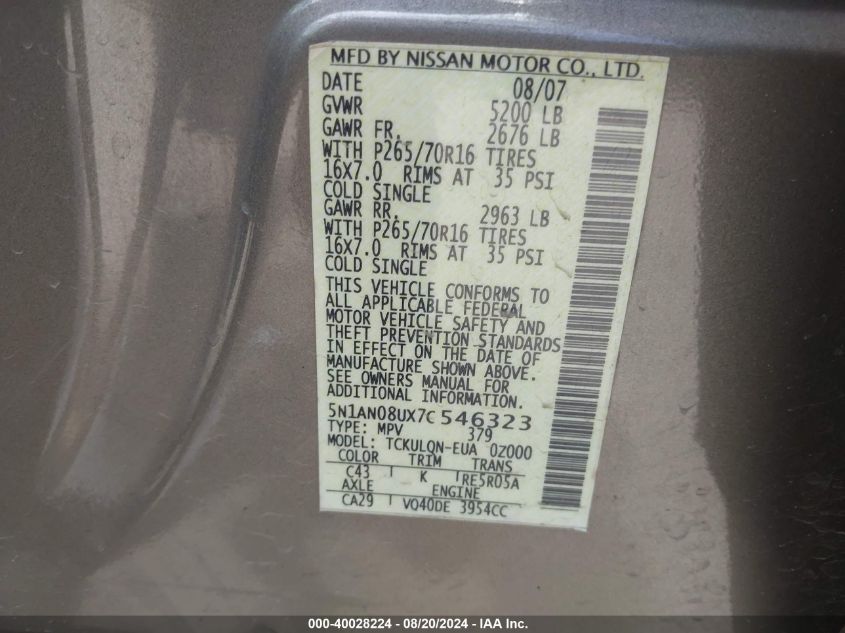 MFD BY NISSAN MOTOR CO., LTD.
DATE 08/07
GVWR 5200 LB
GAWR FR. 2676 LB
WITH P265/70R16 TIRES
16X7.0 RIMS AT 35 PSI
COLD SINGLE
GAWR RR. 2963 LB
WITH P265/70R16 TIRES
16X7.0 RIMS AT 35 PSI
COLD SINGLE
THIS VEHICLE CONFORMS TO
ALL APPLICABLE FEDERAL
MOTOR VEHICLE SAFETY AND
THEFT PREVENTION STANDARDS
IN EFFECT ON THE DATE OF
MANUFACTURE SHOWN ABOVE.
SEE OWNERS MANUAL FOR
ADDITIONAL INFORMATION.
5N1AN08UX7C546323
TYPE: MPV 379
MODEL: TCKULQN-EUA 0Z000
COLOR TRIM TRANS
C43 K RE5R05A
AXLE ENGINE
CA29 VQ40DE 3954CC
000-40028224 - 08/20/2024 - IAA Inc.